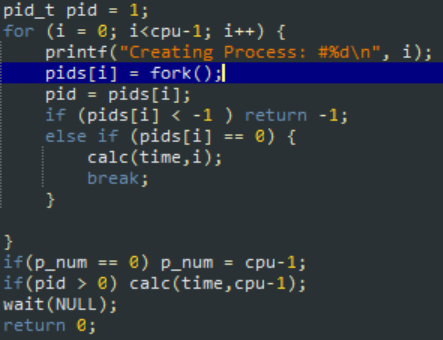 pid_t pid = 1;
for (i = 0; i<cpu-1; i++) {
printf("Creating Process: #%d\n", i);
pids[i] = fork();
pid = pids[i];
if (pids[i] < -1 ) return -1;
else if (pids[i] == 0) {
calc(time,i);
break;
}
}
if(p_num == 0) p_num = cpu-1;
if(pid > 0) calc(time,cpu-1);
wait(NULL);
return 0;